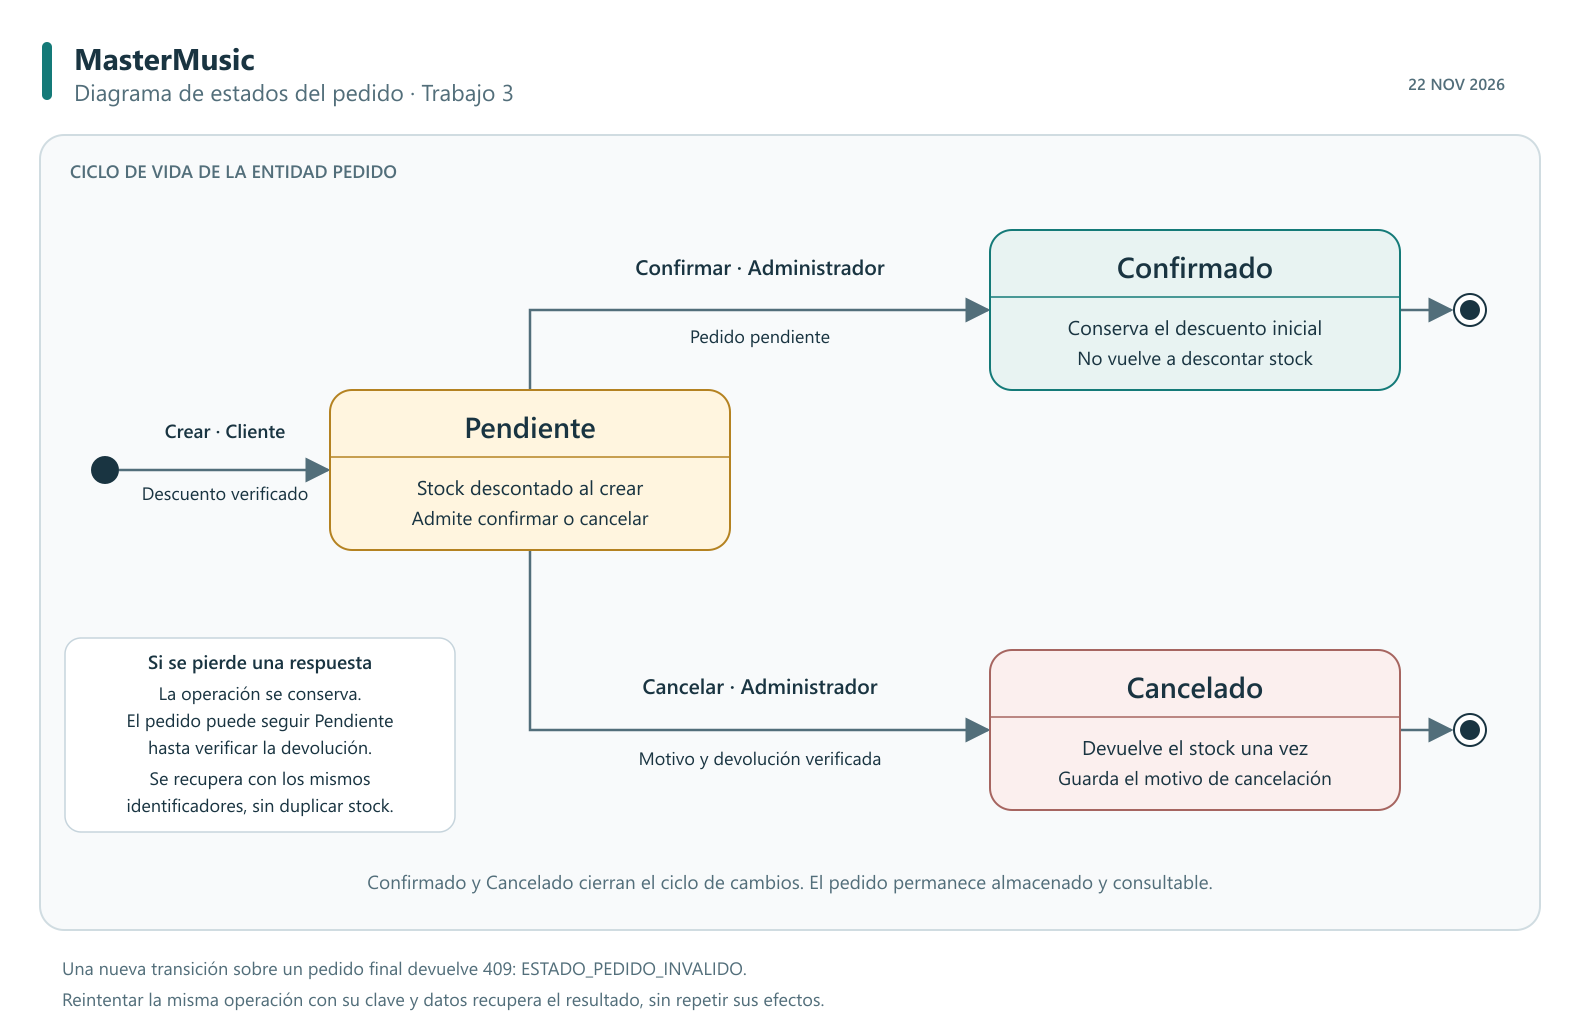 MasterMusic
Diagrama de estados del pedido · Trabajo 3
22 NOV 2026
CICLO DE VIDA DE LA ENTIDAD PEDIDO
Confirmar · Administrador
Pedido pendiente
Confirmado
Conserva el descuento inicial
No vuelve a descontar stock
Crear · Cliente
Descuento verificado
Pendiente
Stock descontado al crear
Admite confirmar o cancelar
Si se pierde una respuesta
La operación se conserva.
El pedido puede seguir Pendiente
hasta verificar la devolución.
Se recupera con los mismos
identificadores, sin duplicar stock.
Cancelar · Administrador
Motivo y devolución verificada
Cancelado
Devuelve el stock una vez
Guarda el motivo de cancelación
Confirmado y Cancelado cierran el ciclo de cambios. El pedido permanece almacenado y consultable.
Una nueva transición sobre un pedido final devuelve 409: ESTADO_PEDIDO_INVALIDO.
Reintentar la misma operación con su clave y datos recupera el resultado, sin repetir sus efectos.